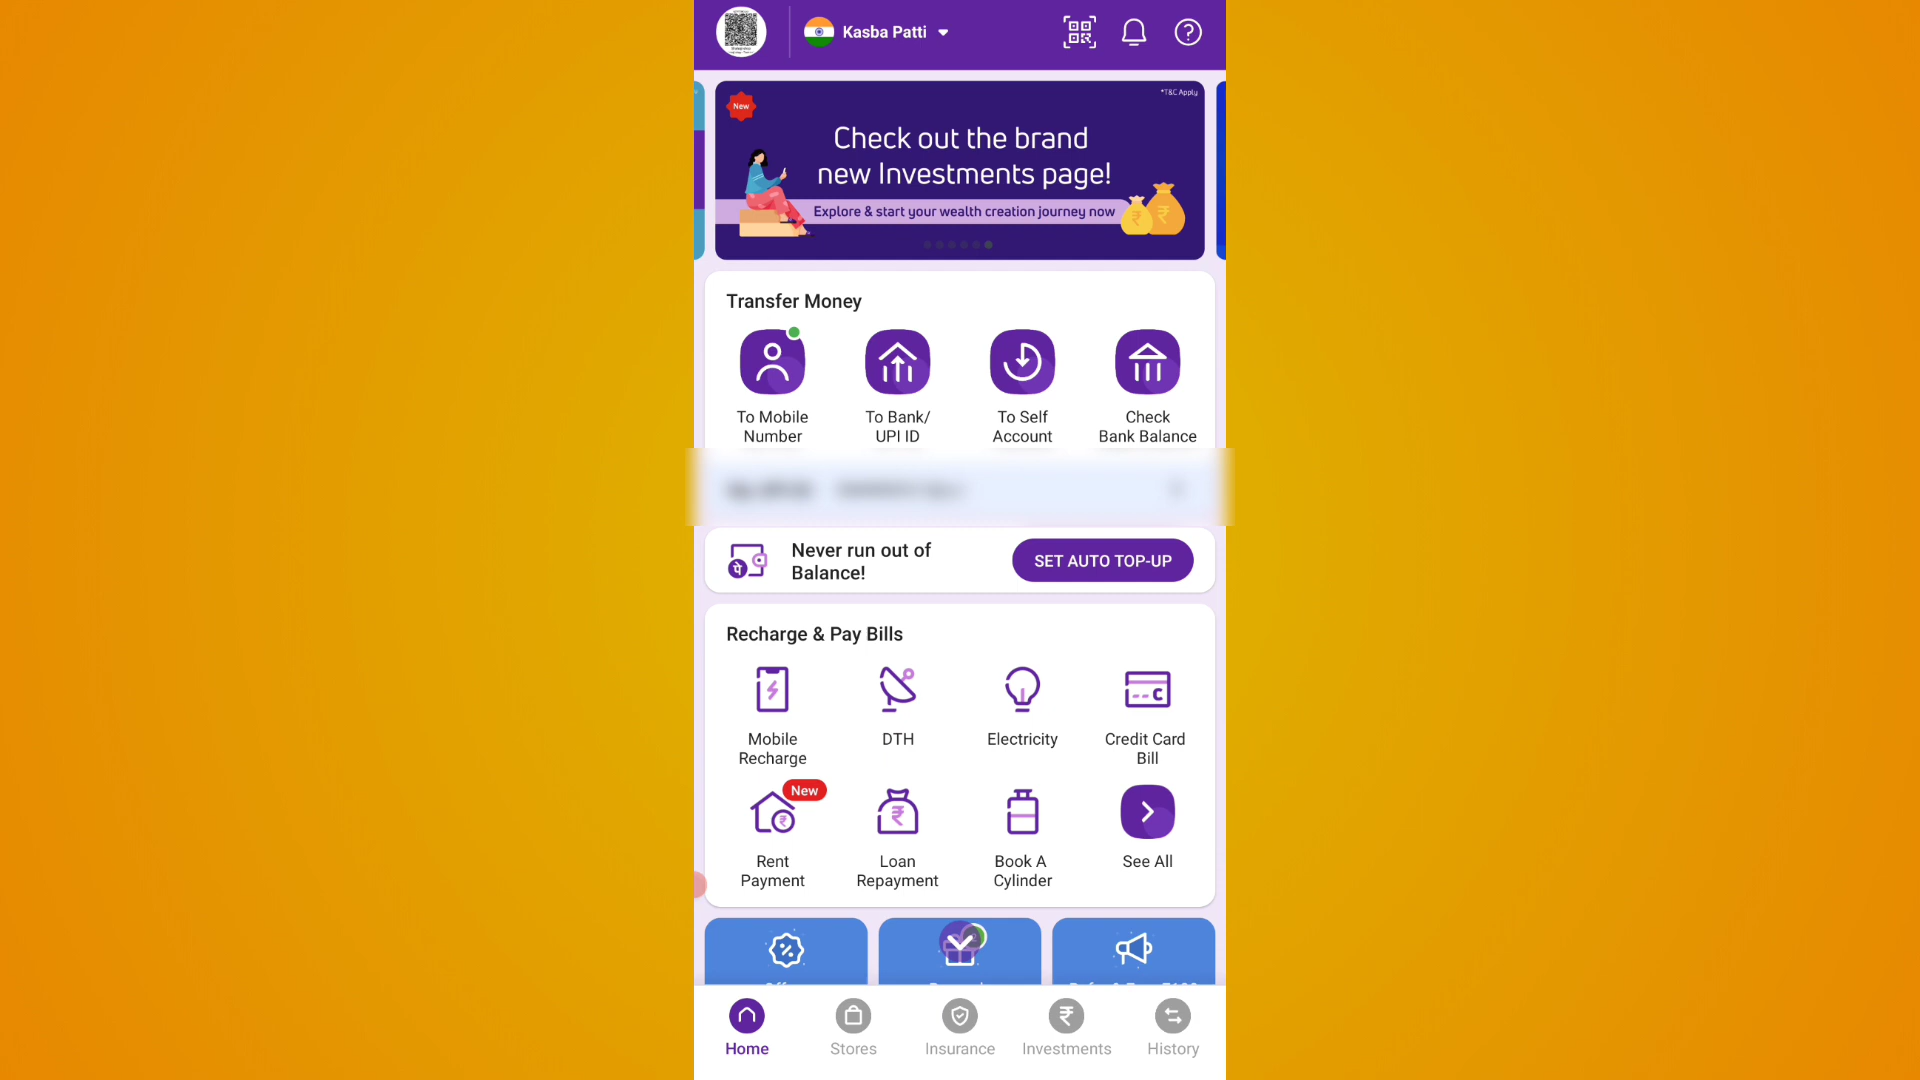 Kasba Patti
New
*T&C Apply
Check out the brand
new Investments page!
Explore & start your wealth creation journey now
Transfer Money
To Mobile
Number
To Bank/
UPI ID
To Self
Account
Check
Bank Balance
पे
Never run out of
Balance!
SET AUTO TOP-UP
Recharge & Pay Bills
Mobile
Recharge
DTH
Electricity
Credit Card
Bill
New
Rent
Payment
Loan
Repayment
Book A
Cylinder
See All
Home
Stores
Insurance
Investments
History